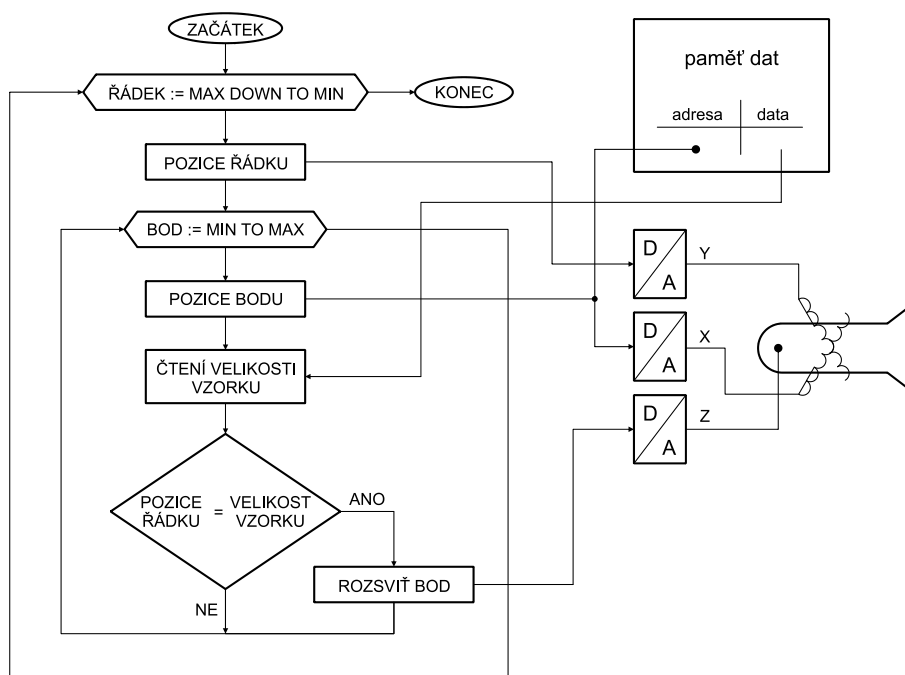 ZAČÁTEK
ŘÁDEK := MAX DOWN TO MIN
KONEC
POZICE ŘÁDKU
BOD := MIN TO MAX
POZICE BODU
ČTENÍ VELIKOSTI
VZORKU
POZICE
ŘÁDKU
=
VELIKOST
VZORKU
ANO
NE
ROZSVIŤ BOD
paměť dat
adresa
data
D
A
Y
D
A
X
D
A
Z